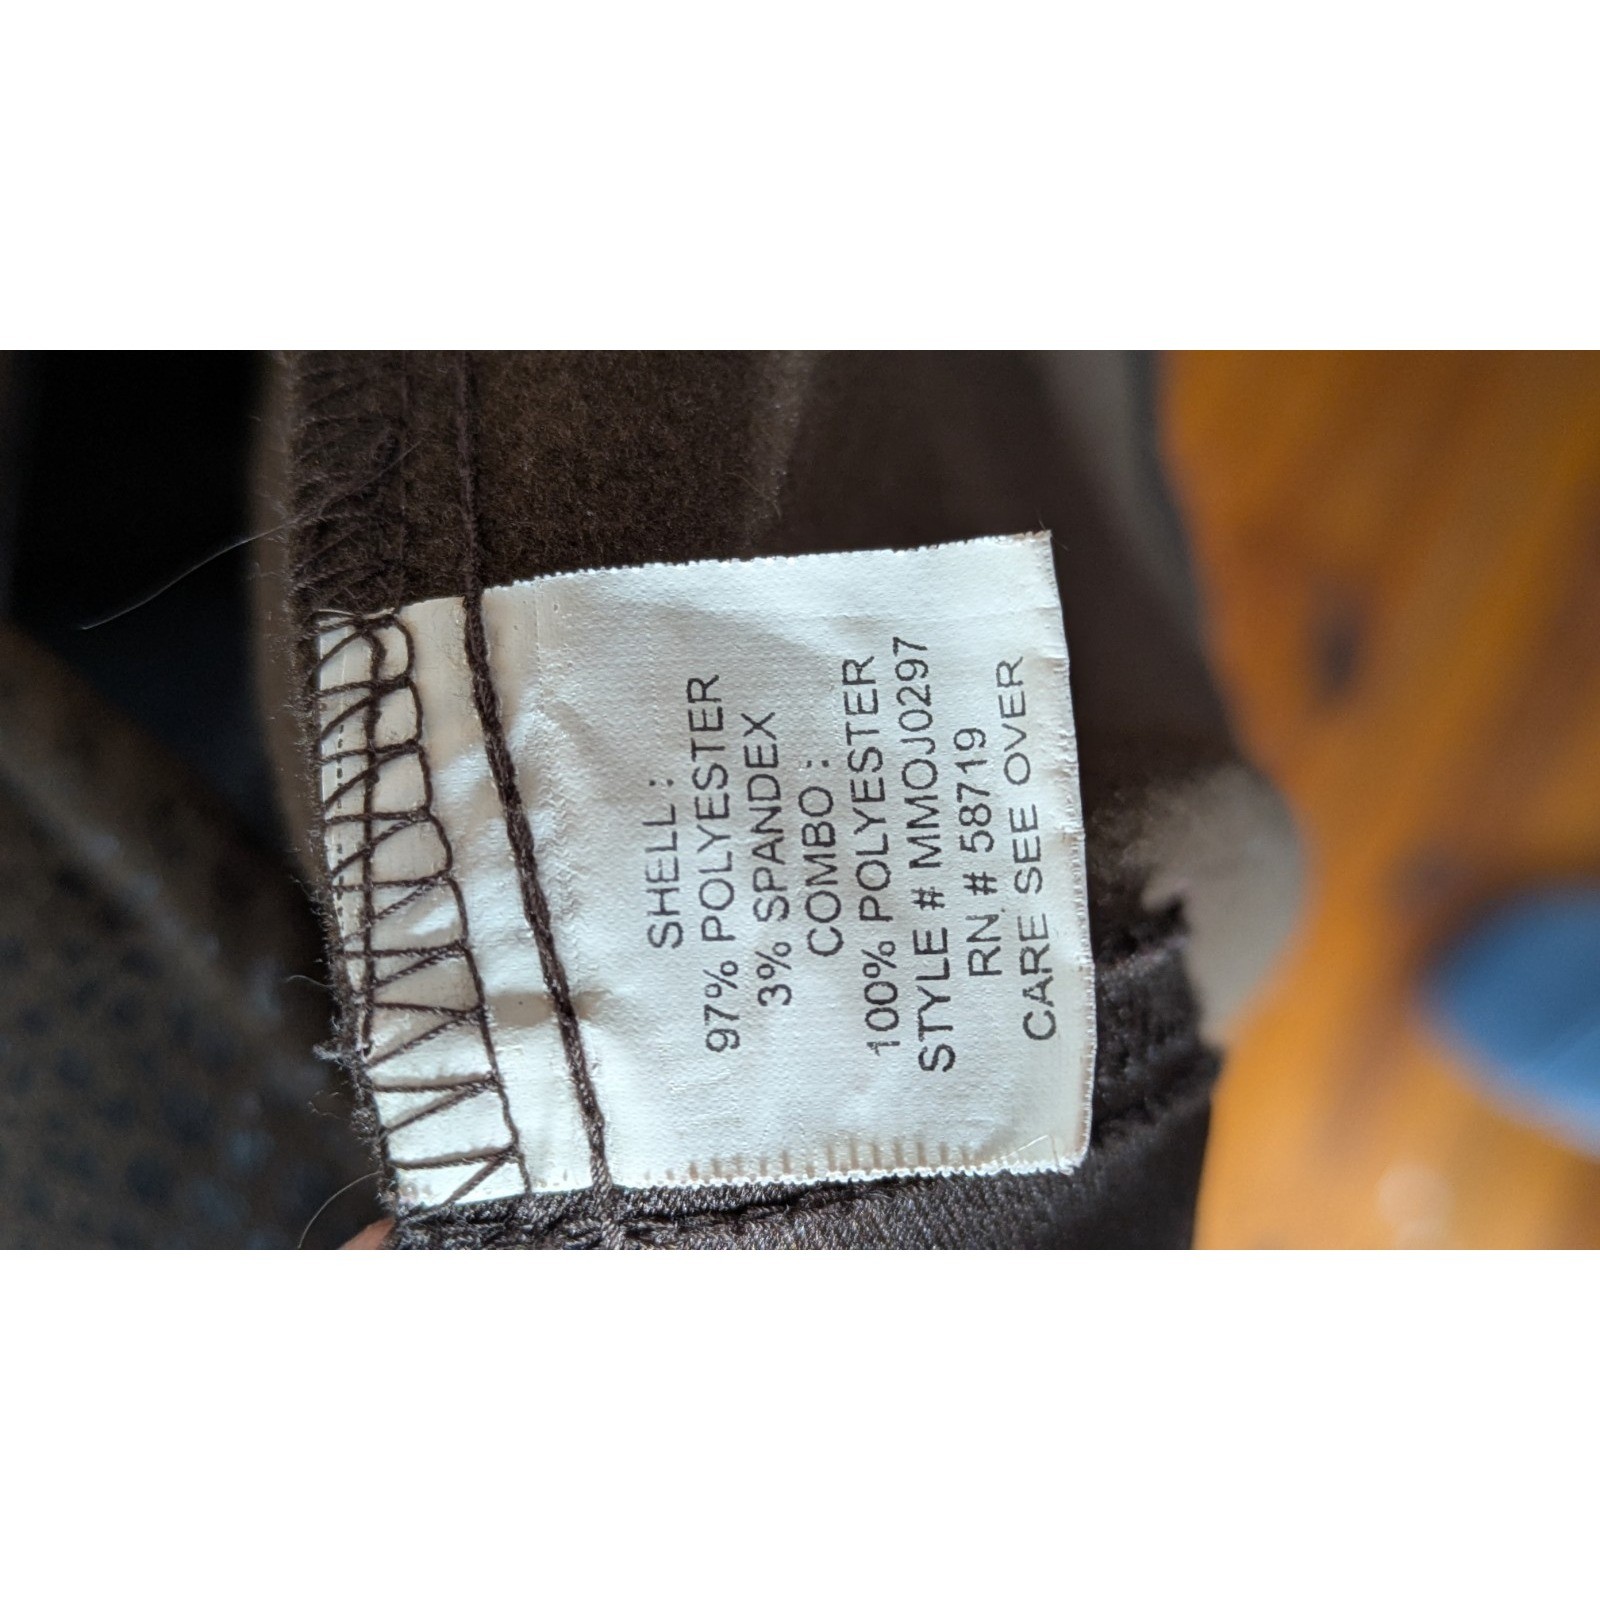 SHELL :
97% POLYESTER
3% SPANDEX
COMBO :
100% POLYESTER
STYLE # MMOJ0297
RN # 58719
CARE SEE OVER